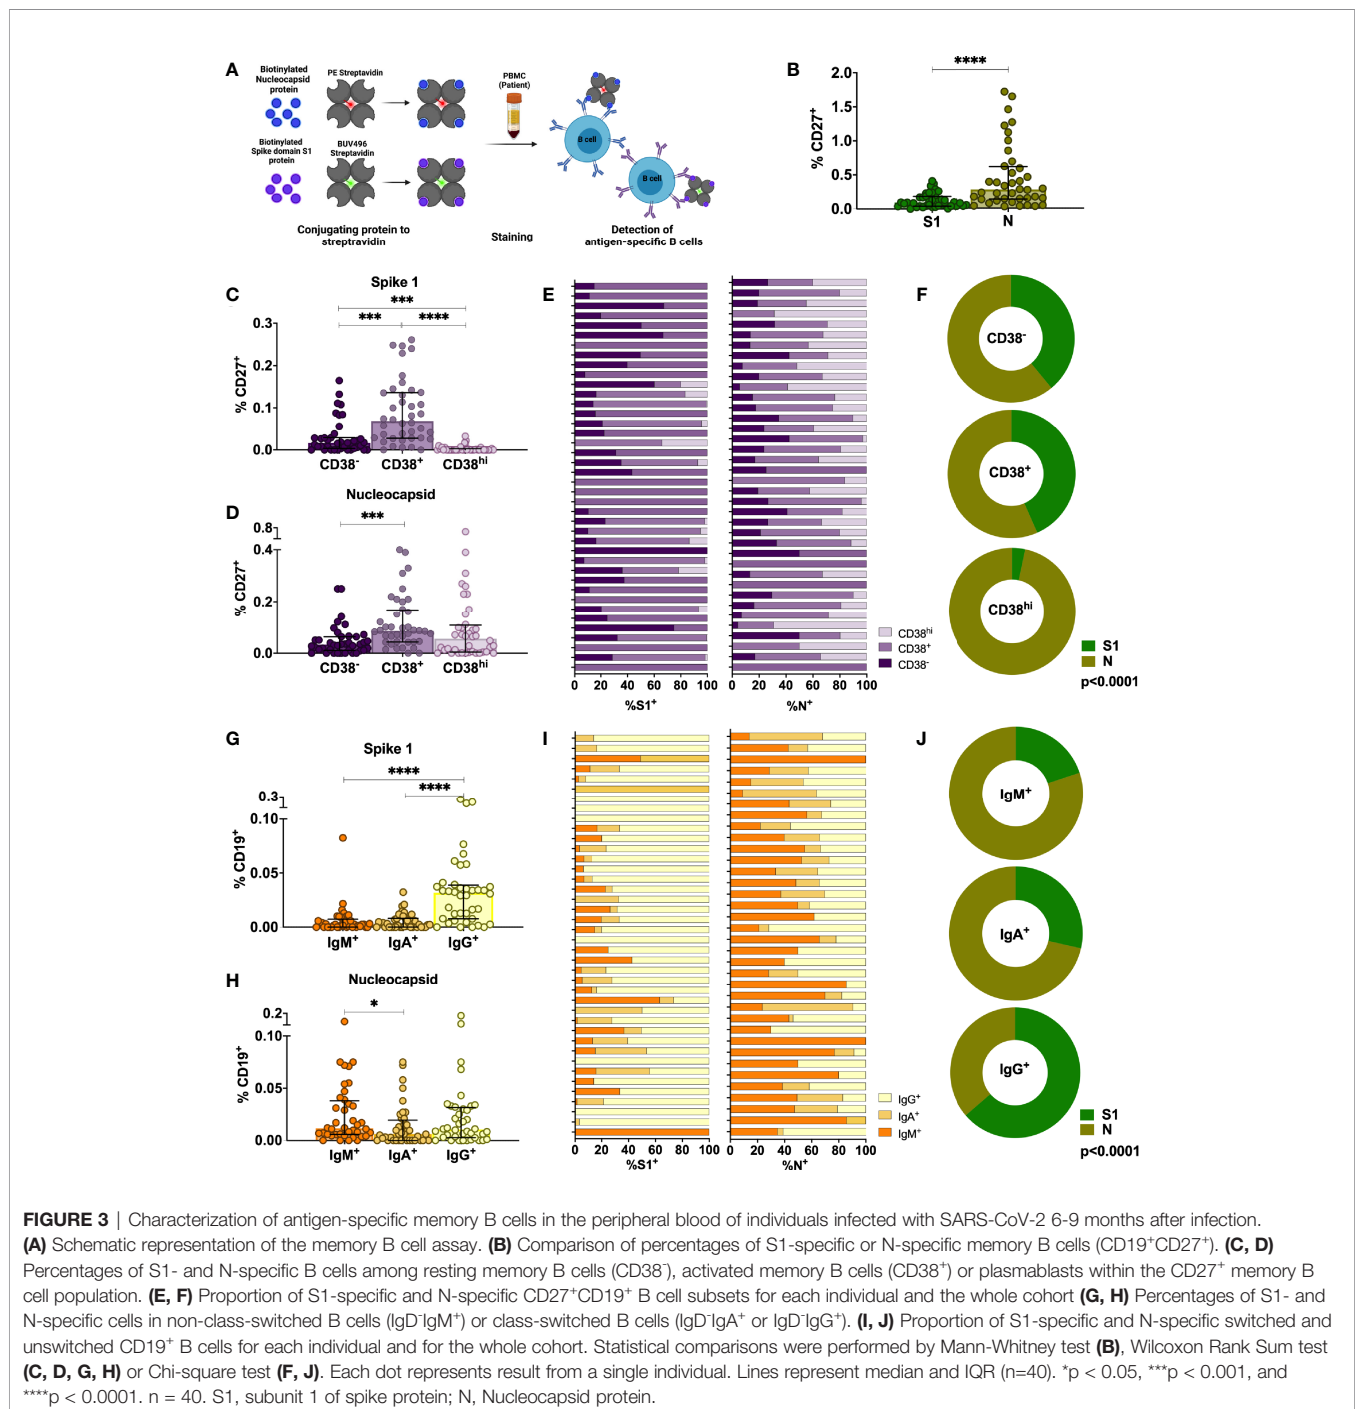 A
Biotinylated
Nucleocapsid
protein
PE Streptavidin
PBMC
(Patient)
B cell
Biotinylated
Spike domain S1
protein
BUV496
Streptavidin
B cell
Conjugating protein to
streptravidin
Staining
Detection of
antigen-specific B cells
B
****
% CD27⁺
2.0
1.5
1.0
0.5
0.0
S1
N
C
Spike 1
***
***
****
% CD27⁺
0.3
0.2
0.1
0.0
CD38⁻
CD38⁺
CD38ʰⁱ
D
Nucleocapsid
***
% CD27⁺
0.8
0.4
0.2
0.0
CD38⁻
CD38⁺
CD38ʰⁱ
E
0 20 40 60 80 100
%S1⁺
0 20 40 60 80 100
%N⁺
CD38ʰⁱ
CD38⁺
CD38⁻
F
CD38⁻
CD38⁺
CD38ʰⁱ
S1
N
p<0.0001
G
Spike 1
****
****
% CD19⁺
0.3
0.10
0.05
0.00
IgM⁺
IgA⁺
IgG⁺
H
Nucleocapsid
*
% CD19⁺
0.2
0.10
0.05
0.00
IgM⁺
IgA⁺
IgG⁺
I
0 20 40 60 80 100
%S1⁺
0 20 40 60 80 100
%N⁺
IgG⁺
IgA⁺
IgM⁺
J
IgM⁺
IgA⁺
IgG⁺
S1
N
p<0.0001
FIGURE 3 | Characterization of antigen-specific memory B cells in the peripheral blood of individuals infected with SARS-CoV-2 6-9 months after infection.
(A) Schematic representation of the memory B cell assay. (B) Comparison of percentages of S1-specific or N-specific memory B cells (CD19⁺CD27⁺). (C, D)
Percentages of S1- and N-specific B cells among resting memory B cells (CD38⁻), activated memory B cells (CD38⁺) or plasmablasts within the CD27⁺ memory B
cell population. (E, F) Proportion of S1-specific and N-specific CD27⁺CD19⁺ B cell subsets for each individual and the whole cohort (G, H) Percentages of S1- and
N-specific cells in non-class-switched B cells (IgD⁻IgM⁺) or class-switched B cells (IgD⁻IgA⁺ or IgD⁻IgG⁺). (I, J) Proportion of S1-specific and N-specific switched and
unswitched CD19⁺ B cells for each individual and for the whole cohort. Statistical comparisons were performed by Mann-Whitney test (B), Wilcoxon Rank Sum test
(C, D, G, H) or Chi-square test (F, J). Each dot represents result from a single individual. Lines represent median and IQR (n=40). *p < 0.05, ***p < 0.001, and
****p < 0.0001. n = 40. S1, subunit 1 of spike protein; N, Nucleocapsid protein.